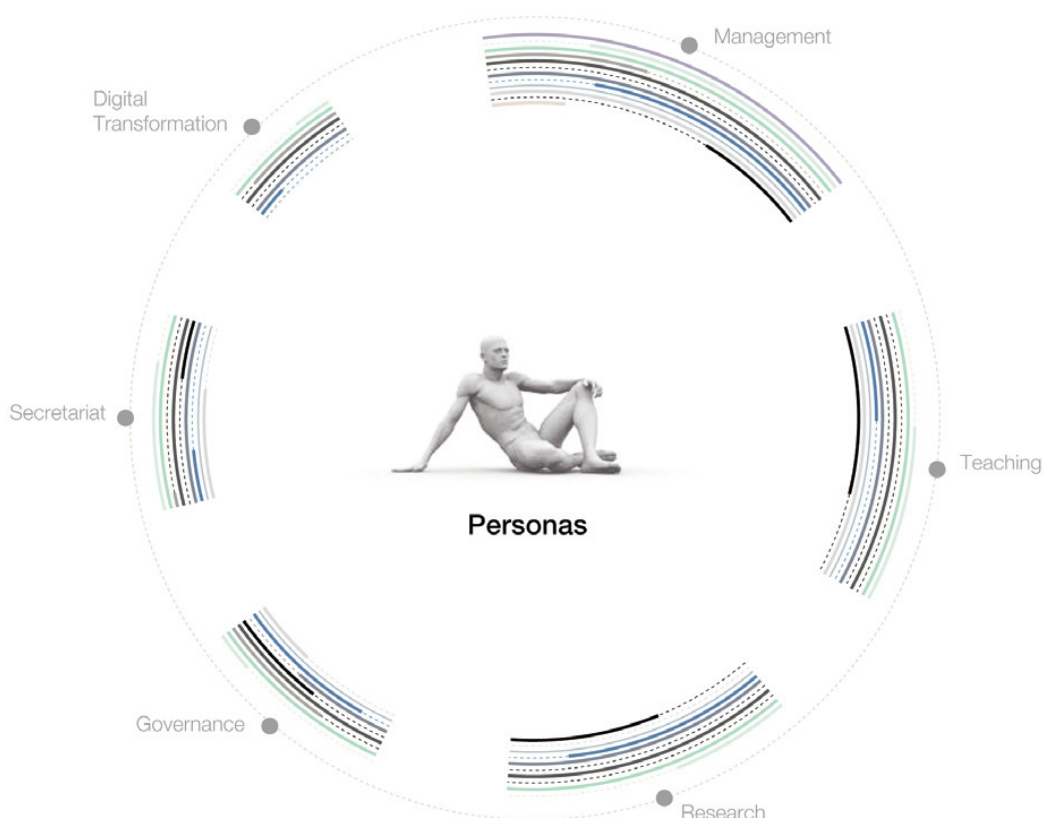 Management
Digital
Transformation
Secretariat
Teaching
Personas
Governance
Research